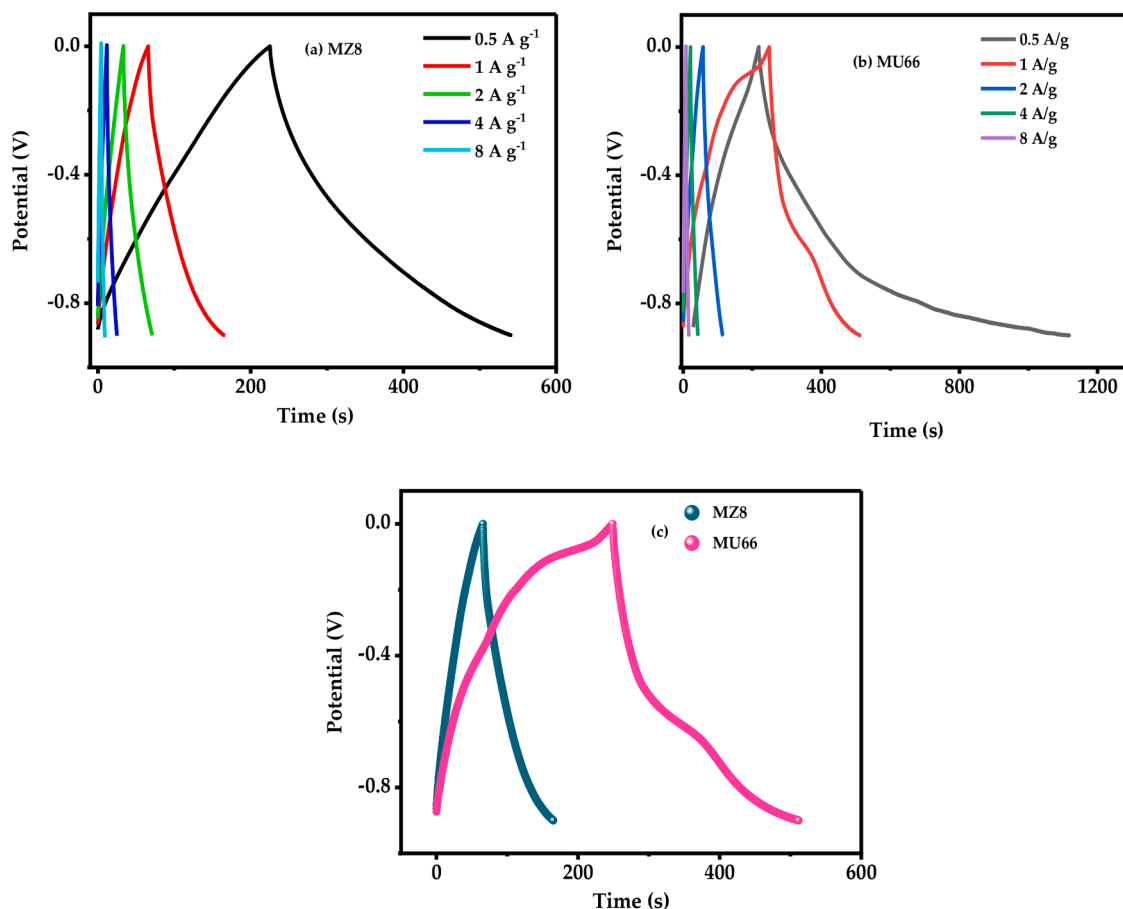 (a) MZ8
0.5 A g⁻¹
1 A g⁻¹
2 A g⁻¹
4 A g⁻¹
8 A g⁻¹
0.0
-0.4
-0.8
Potential (V)
0
200
400
600
Time (s)
(b) MU66
0.5 A/g
1 A/g
2 A/g
4 A/g
8 A/g
0.0
-0.4
-0.8
Potential (V)
0
400
800
1200
Time (s)
(c)
MZ8
MU66
0.0
-0.4
-0.8
Potential (V)
0
200
400
600
Time (s)